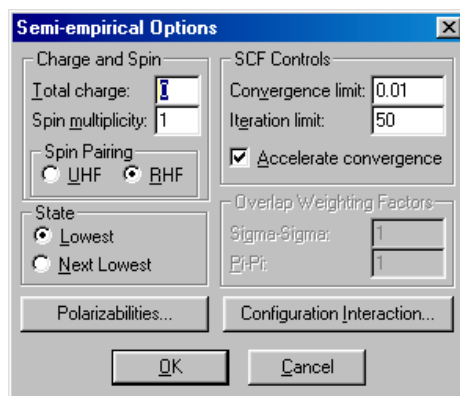 Semi-empirical Options
Charge and Spin
Total charge: 0
Spin multiplicity: 1
Spin Pairing
UHF RHF
State
Lowest
Next Lowest
SCF Controls
Convergence limit: 0.01
Iteration limit: 50
Accelerate convergence
Overlap Weighting Factors
Sigma-Sigma: 1
Pi-Pi: 1
Polarizabilities...
Configuration Interaction...
OK
Cancel